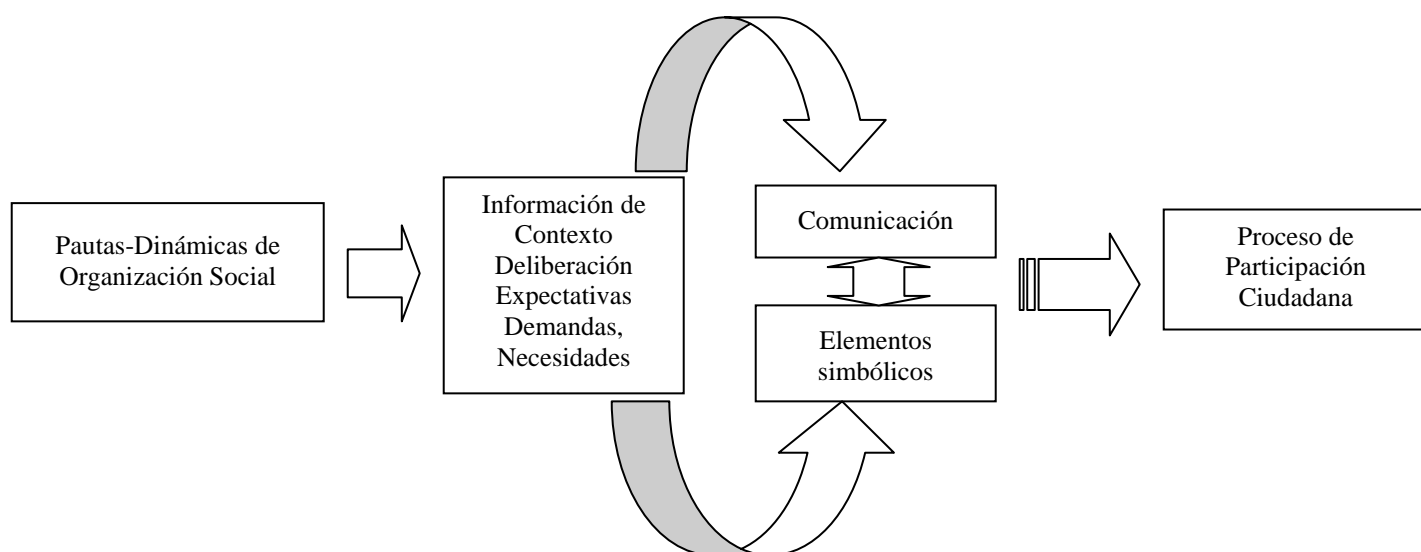 Pautas-Dinámicas de
Organización Social
Información de
Contexto
Deliberación
Expectativas
Demandas,
Necesidades
Comunicación
Elementos
simbólicos
Proceso de
Participación
Ciudadana